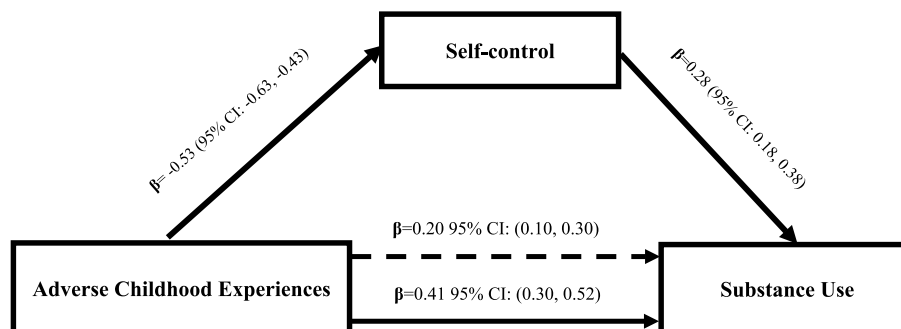 Self-control
β= -0.53 (95% CI: -0.63, -0.43)
β=0.28 (95% CI: 0.18, 0.38)
β=0.20 95% CI: (0.10, 0.30)
Adverse Childhood Experiences
Substance Use
β=0.41 95% CI: (0.30, 0.52)